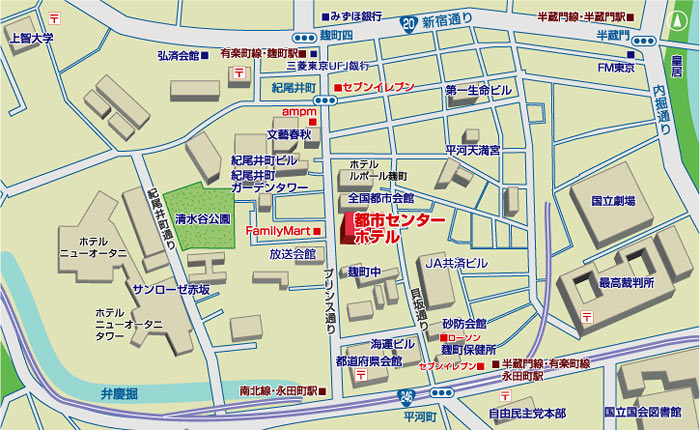 みずほ銀行
20
新宿通り
半蔵門線・半蔵門駅
上智大学
弘済会館
有楽町線・麹町駅
麹町四
半蔵門
三菱東京UFJ銀行
FM東京
皇居
〒
紀尾井町
セブンイレブン
第一生命ビル
内堀通り
ampm
文藝春秋
平河天満宮
紀尾井町ビル
紀尾井町
ガーデンタワー
ホテル
ルポール麹町
紀尾井町通り
清水谷公園
全国都市会館
国立劇場
FamilyMart
都市センター
ホテル
ホテル
ニューオータニ
放送会館
プリンス通り
麹町中
JA共済ビル
サンローゼ赤坂
最高裁判所
貝坂通り
ホテル
ニューオータニ
タワー
〒
砂防会館
ローソン
海運ビル
麹町保健所
都道府県会館
セブンイレブン
半蔵門線・有楽町線
永田町駅
〒
弁慶掘
南北線・永田町駅
246
平河町
自由民主党本部
〒
国立国会図書館